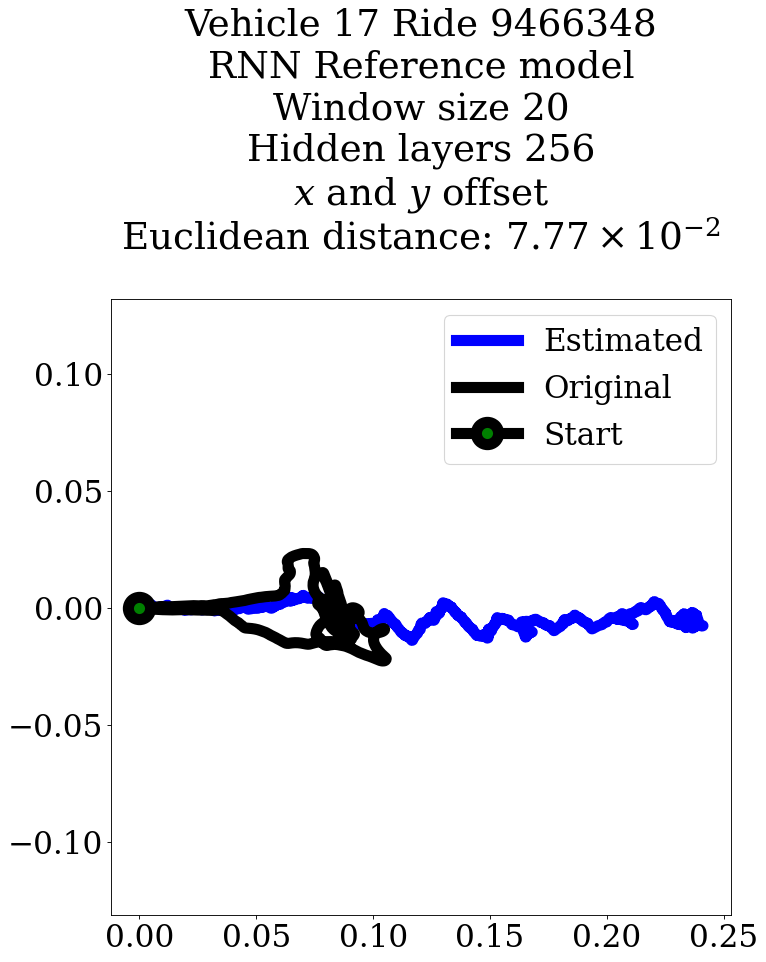 Vehicle 17 Ride 9466348
RNN Reference model
Window size 20
Hidden layers 256
x and y offset
Euclidean distance: 7.77 × 10⁻²
Estimated
Original
Start
0.10
0.05
0.00
−0.05
−0.10
0.00 0.05 0.10 0.15 0.20 0.25